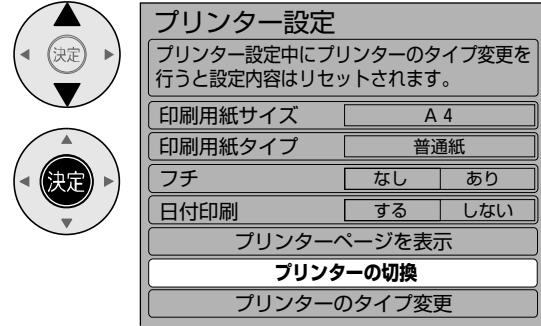 プリンター設定
プリンター設定中にプリンターのタイプ変更を
行うと設定内容はリセットされます。
決定
印刷用紙サイズ A 4
印刷用紙タイプ 普通紙
フチ なし あり
決定
日付印刷 する しない
プリンターページを表示
プリンターの切換
プリンターのタイプ変更